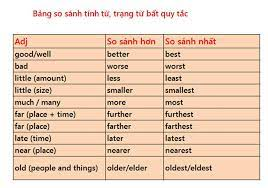 Bảng so sánh tính từ, trạng từ bất quy tắc
Adj So sánh hơn So sánh nhất
good/well better best
bad worse worst
little (amount) less least
little (size) smaller smallest
much / many more most
far (place + time) further furthest
far (place) farther farthest
late (time) later latest
near (place) nearer nearest
old (people and things) older/elder oldest/eldest